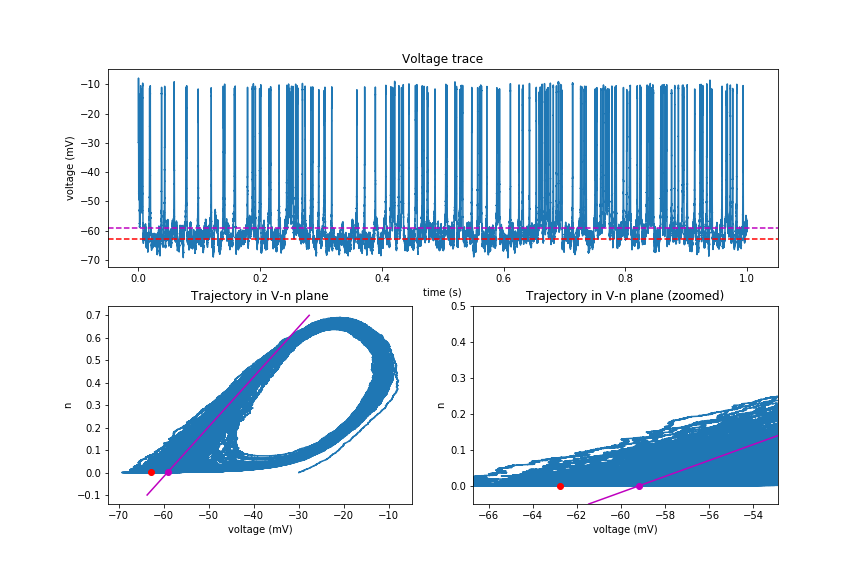 Voltage trace
voltage (mV)
−10
−20
−30
−40
−50
−60
−70
0.0 0.2 0.4 0.6 0.8 1.0
time (s)
Trajectory in V-n plane
n
0.7
0.6
0.5
0.4
0.3
0.2
0.1
0.0
−0.1
−70 −60 −50 −40 −30 −20 −10
voltage (mV)
Trajectory in V-n plane (zoomed)
n
0.5
0.4
0.3
0.2
0.1
0.0
−66 −64 −62 −60 −58 −56 −54
voltage (mV)